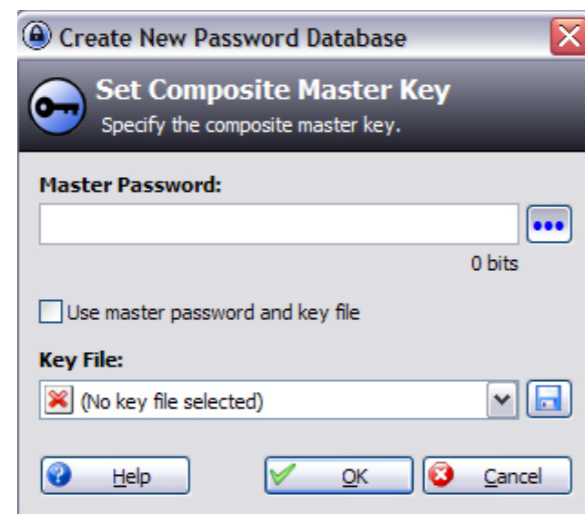 Create New Password Database
Set Composite Master Key
Specify the composite master key.
Master Password:
0 bits
Use master password and key file
Key File:
(No key file selected)
Help OK Cancel